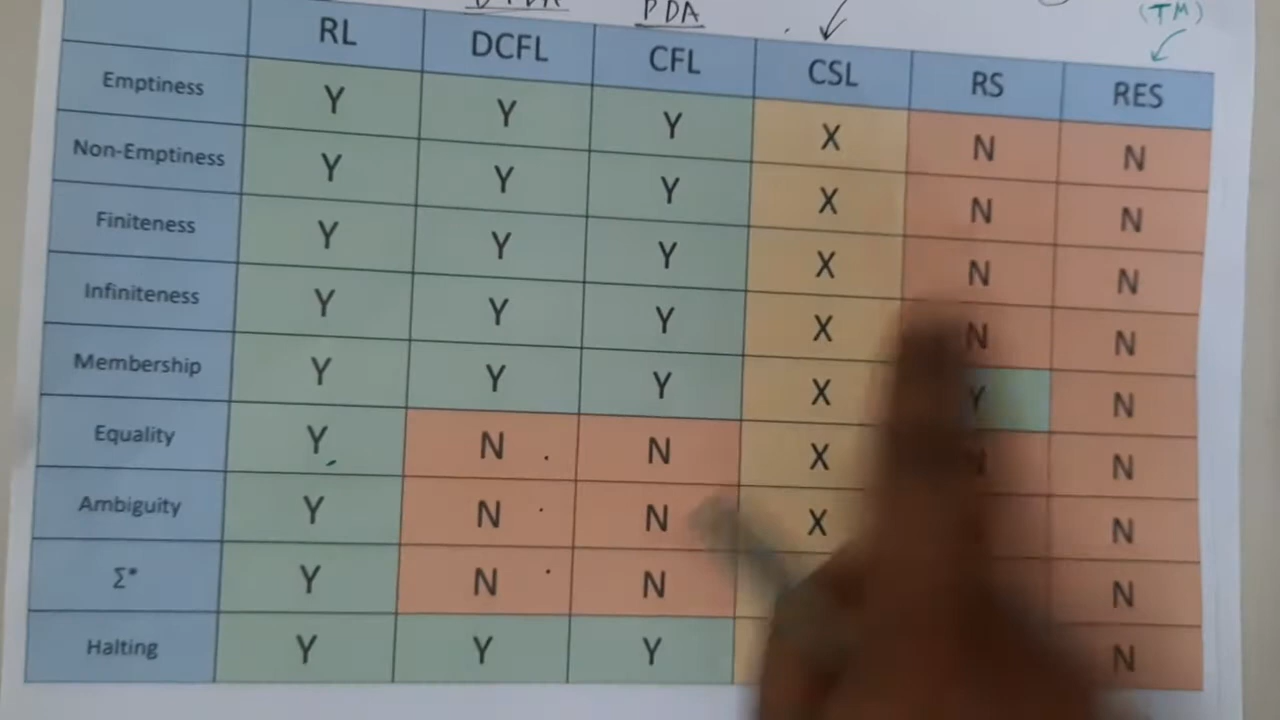 PDA
(TM)
RL DCFL CFL CSL RS RES
Emptiness Y Y Y X N N
Non-Emptiness Y Y Y X N N
Finiteness Y Y Y X N N
Infiniteness Y Y Y X N N
Membership Y Y Y X Y N
Equality Y N N X N
Ambiguity Y N N X N
Σ* Y N N N
Halting Y Y Y N